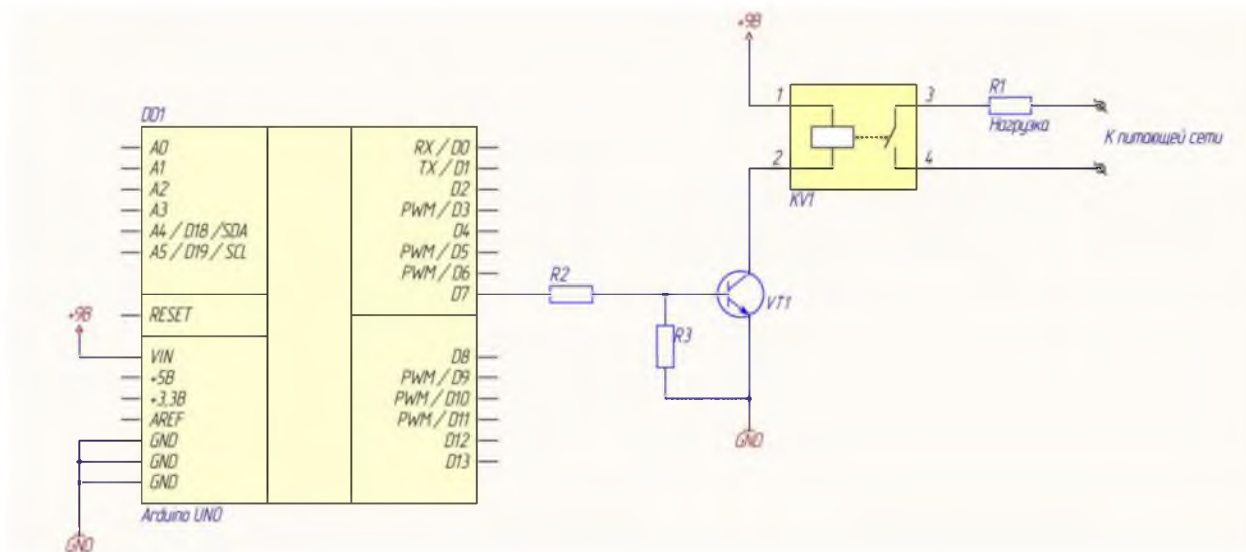 DD1
A0
A1
A2
A3
A4 / D18 / SDA
A5 / D19 / SCL
RESET
+9В
VIN
+5В
+3,3В
AREF
GND
GND
GND
GND
Arduino UNO
RX / D0
TX / D1
D2
PWM / D3
D4
PWM / D5
PWM / D6
D7
D8
PWM / D9
PWM / D10
PWM / D11
D12
D13
R2
R3
VT1
GND
+9В
1
2
3
4
KV1
R1
Нагрузка
К питающей сети